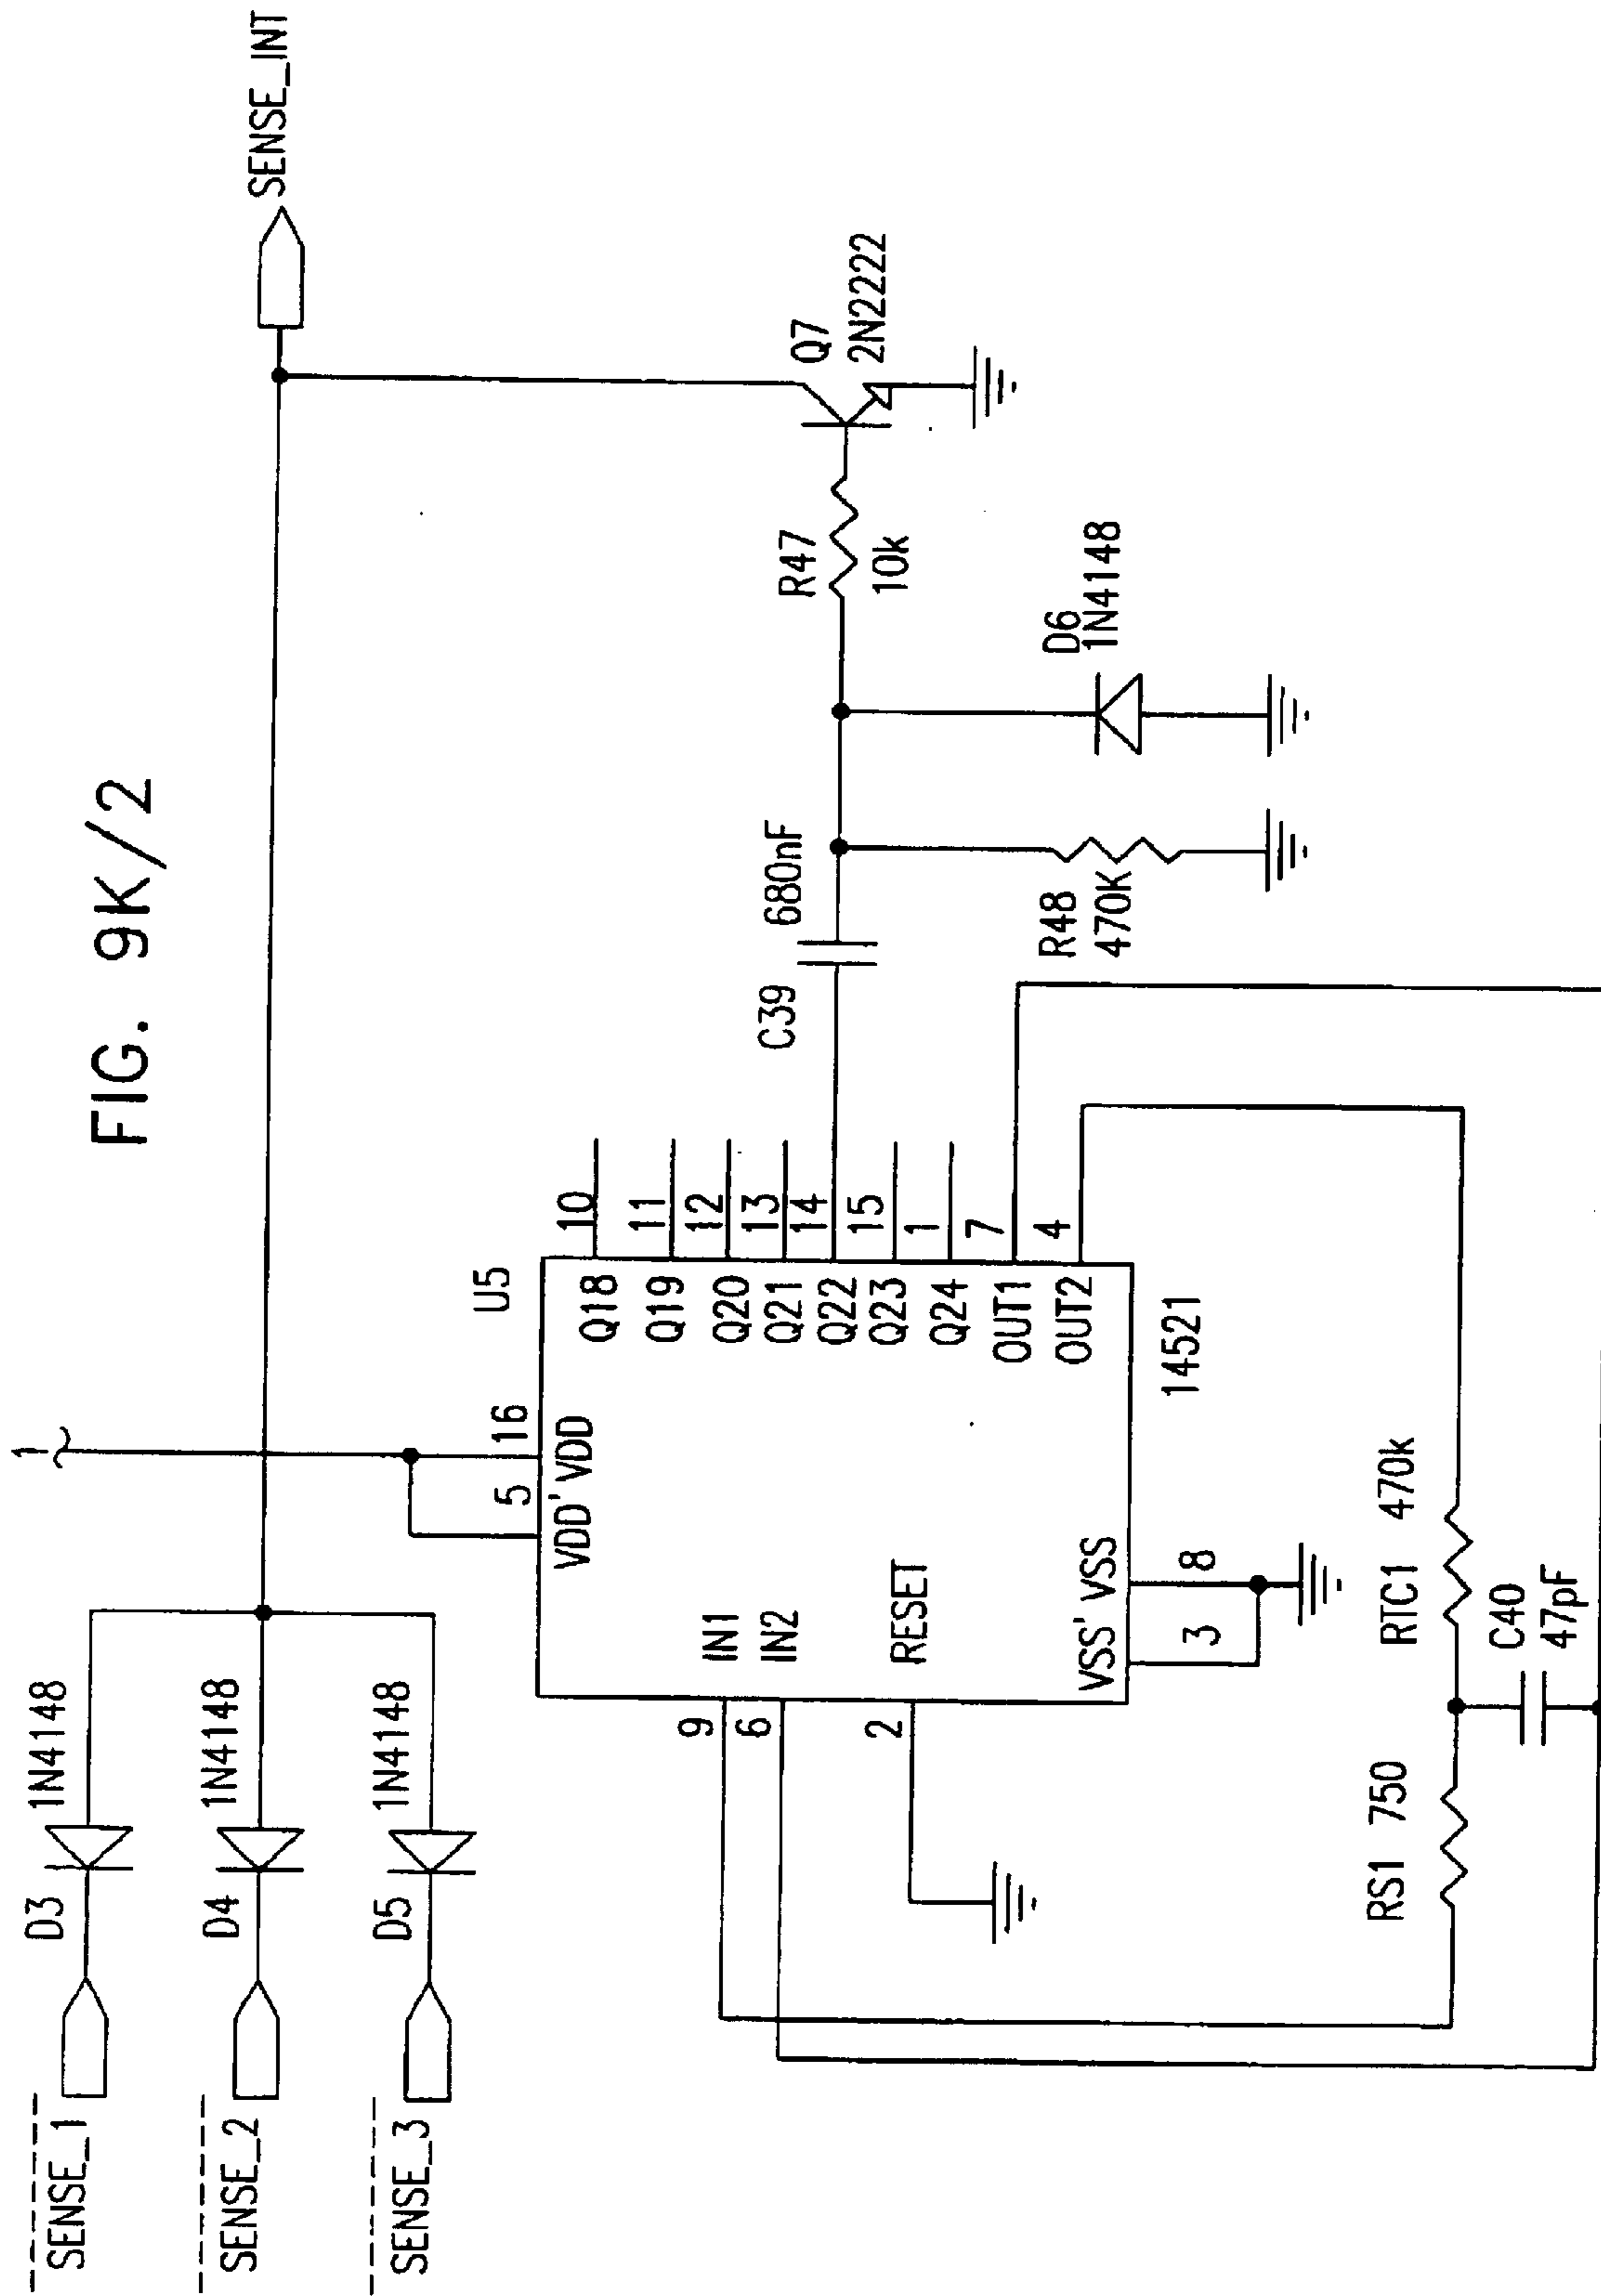 FIG. 9K/2
1
SENSE_1
D3
1N4148
SENSE_2
D4
1N4148
SENSE_3
D5
1N4148
SENSE_INT
5
16
U5
VDD'
VDD
IN1
IN2
RESET
VSS'
VSS
9
6
2
3
8
Q18
Q19
Q20
Q21
Q22
Q23
Q24
OUT1
OUT2
10
11
12
13
14
15
1
7
4
14521
C39
680nF
R48
470K
D6
1N4148
R47
10k
Q7
2N2222
RS1 750
RTC1 470k
C40
47pF